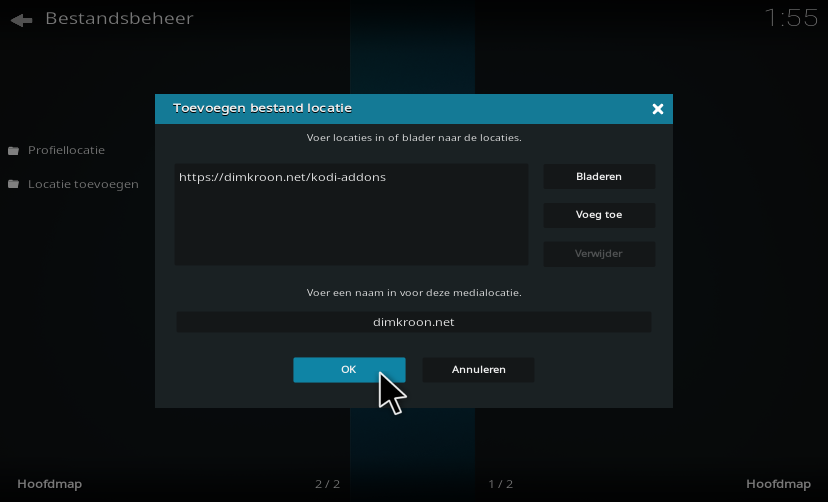 Bestandsbeheer
1:55
Toevoegen bestand locatie
Voer locaties in of blader naar de locaties.
Profiellocatie
Locatie toevoegen
https://dimkroon.net/kodi-addons
Bladeren
Voeg toe
Verwijder
Voer een naam in voor deze medialocatie.
dimkroon.net
OK
Annuleren
Hoofdmap
2 / 2
1 / 2
Hoofdmap